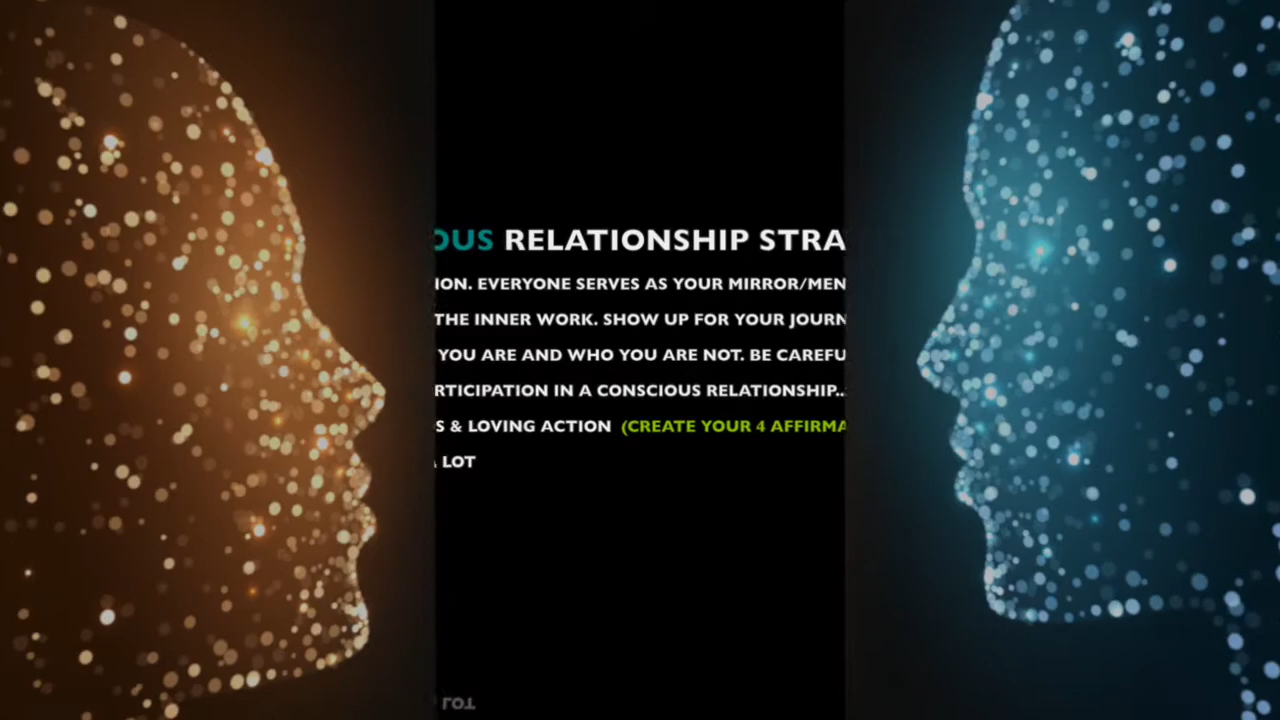 OUS RELATIONSHIP STRA
ION. EVERYONE SERVES AS YOUR MIRROR/MEN
THE INNER WORK. SHOW UP FOR YOUR JOURN
YOU ARE AND WHO YOU ARE NOT. BE CAREFU
RTICIPATION IN A CONSCIOUS RELATIONSHIP..
S & LOVING ACTION (CREATE YOUR 4 AFFIRMA
LOT
LOT